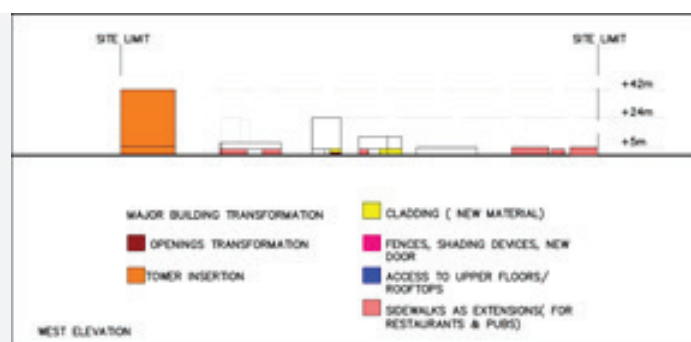 SITE LIMIT
SITE LIMIT
+42m
+24m
+5m
MAJOR BUILDING TRANSFORMATION
OPENINGS TRANSFORMATION
TOWER INSERTION
CLADDING ( NEW MATERIAL)
FENCES, SHADING DEVICES, NEW
DOOR
ACCESS TO UPPER FLOORS/
ROOFTOPS
SIDEWALKS AS EXTENSIONS( FOR
RESTAURANTS & PUBS)
WEST ELEVATION